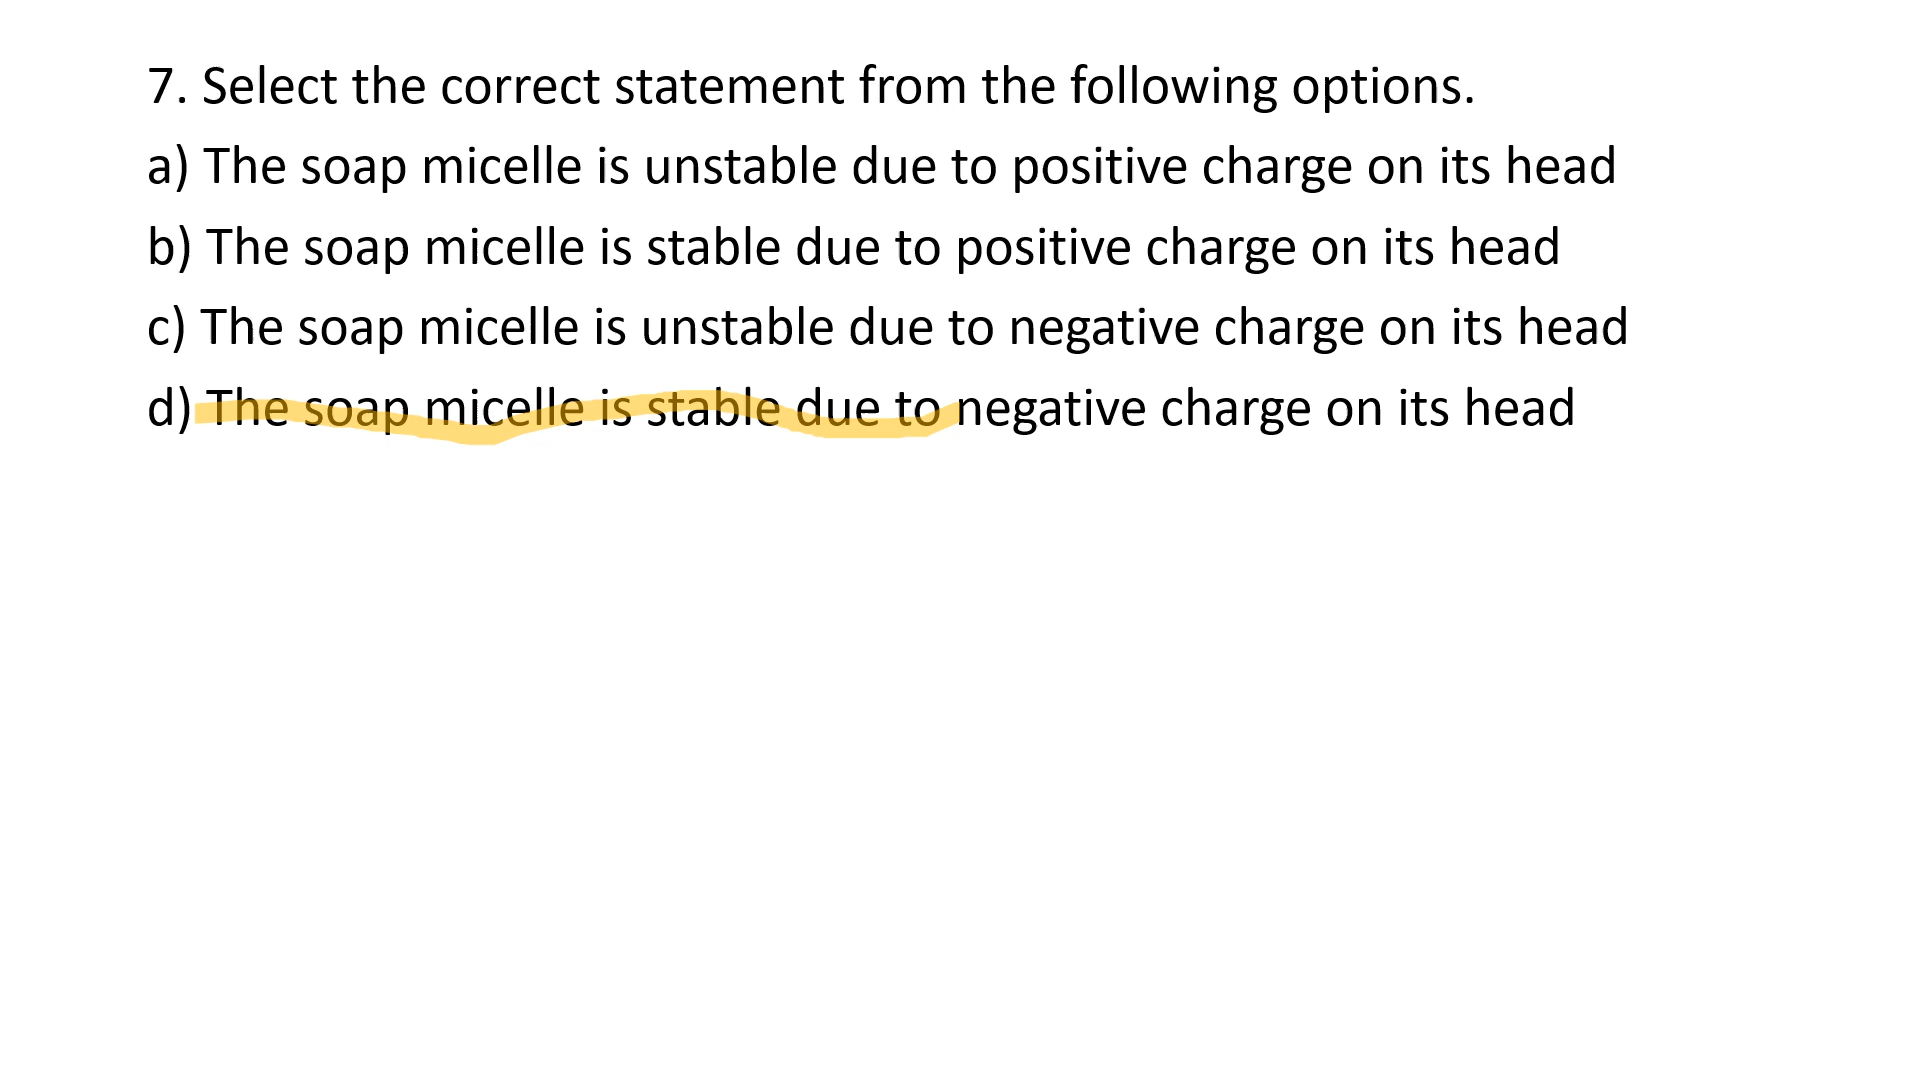 7. Select the correct statement from the following options.
a) The soap micelle is unstable due to positive charge on its head
b) The soap micelle is stable due to positive charge on its head
c) The soap micelle is unstable due to negative charge on its head
d) The soap micelle is stable due to negative charge on its head